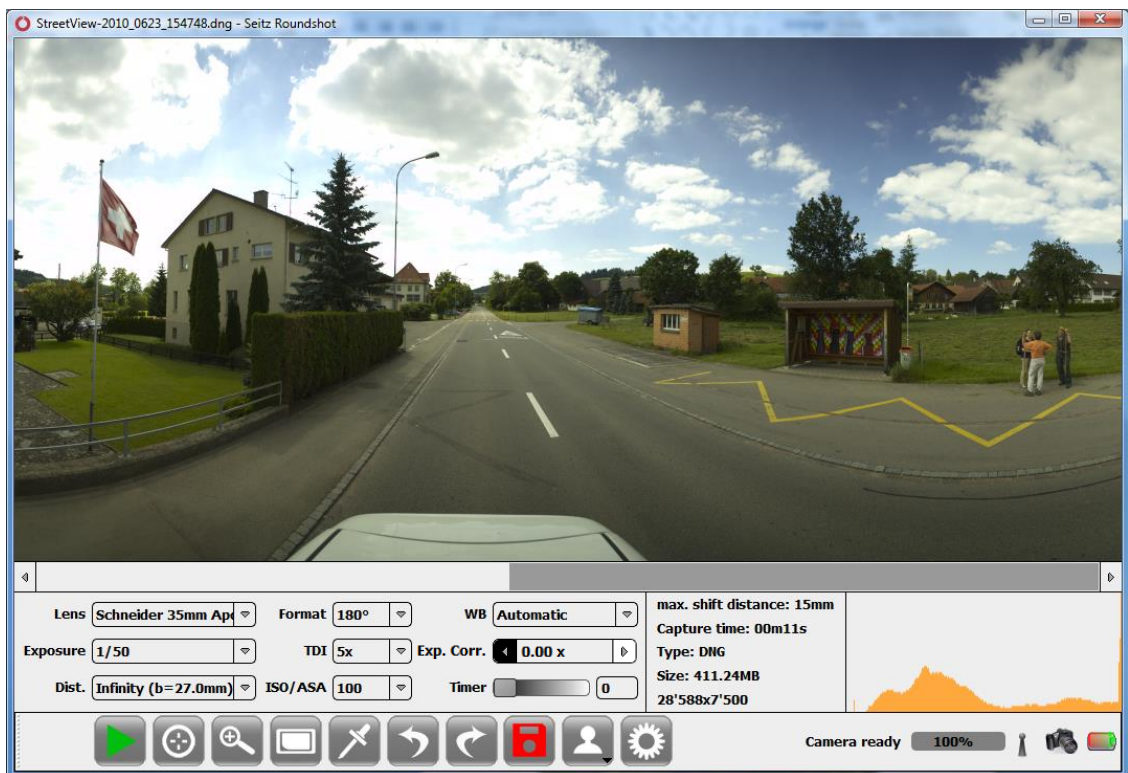 StreetView-2010_0623_154748.dng - Seitz Roundshot
Lens Schneider 35mm Apo Format 180° WB Automatic
Exposure 1/50 TDI 5x Exp. Corr. 0.00 x
Dist. Infinity (b=27.0mm) ISO/ASA 100 Timer 0
max. shift distance: 15mm
Capture time: 00m11s
Type: DNG
Size: 411.24MB
28'588x7'500
Camera ready 100%